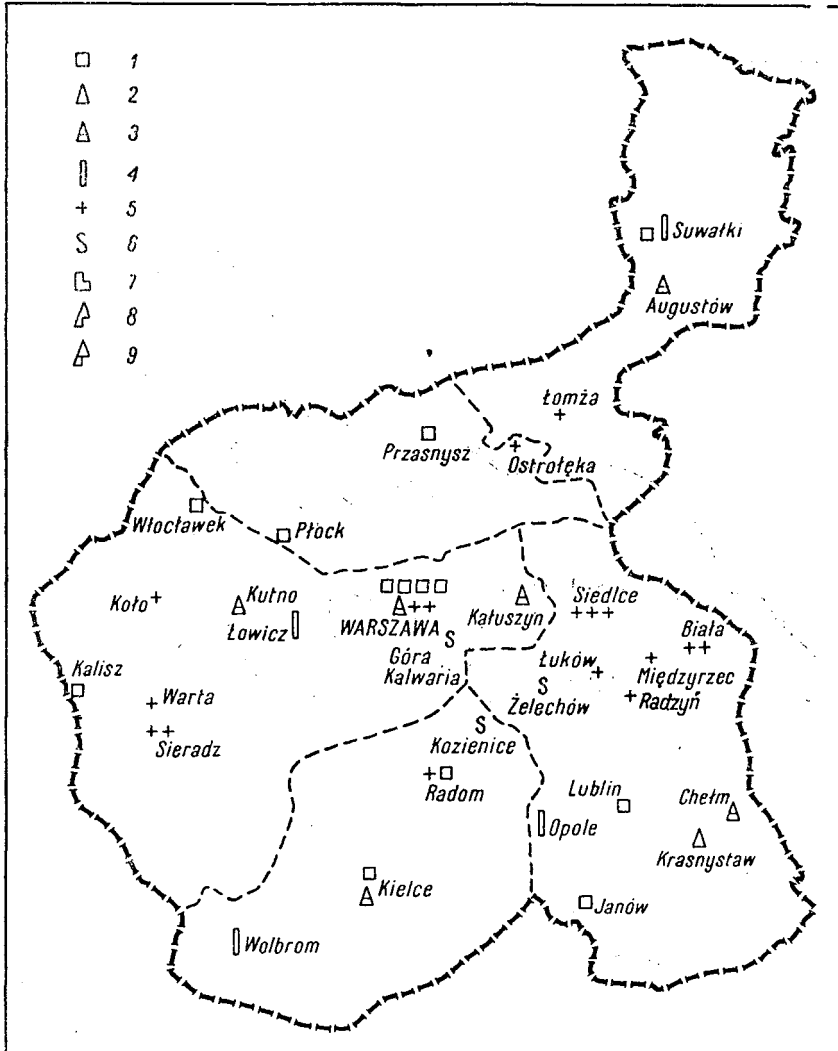 1
2
3
4
5
6
7
8
9
Suwałki
Augustów
Łomża
Przasnysz
Ostrołęka
Włocławek
Płock
Koło
Kutno
Łowicz
WARSZAWA
Kałuszyn
Siedlce
Biała
Góra
Kalwaria
Łuków
Międzyrzec
Kalisz
Warta
Żelechów
Radzyń
Sieradz
Kozienice
Radom
Lublin
Chełm
Opole
Krasnystaw
Kielce
Janów
Wolbrom